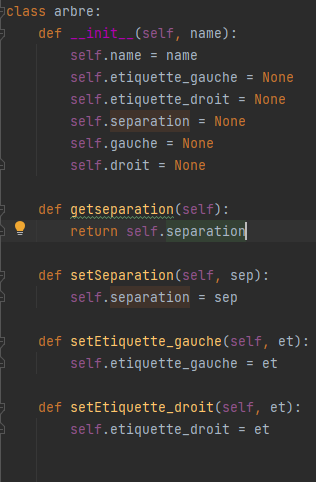 class arbre:
def __init__(self, name):
self.name = name
self.etiquette_gauche = None
self.etiquette_droit = None
self.separation = None
self.gauche = None
self.droit = None
def getseparation(self):
return self.separation
def setSeparation(self, sep):
self.separation = sep
def setEtiquette_gauche(self, et):
self.etiquette_gauche = et
def setEtiquette_droit(self, et):
self.etiquette_droit = et